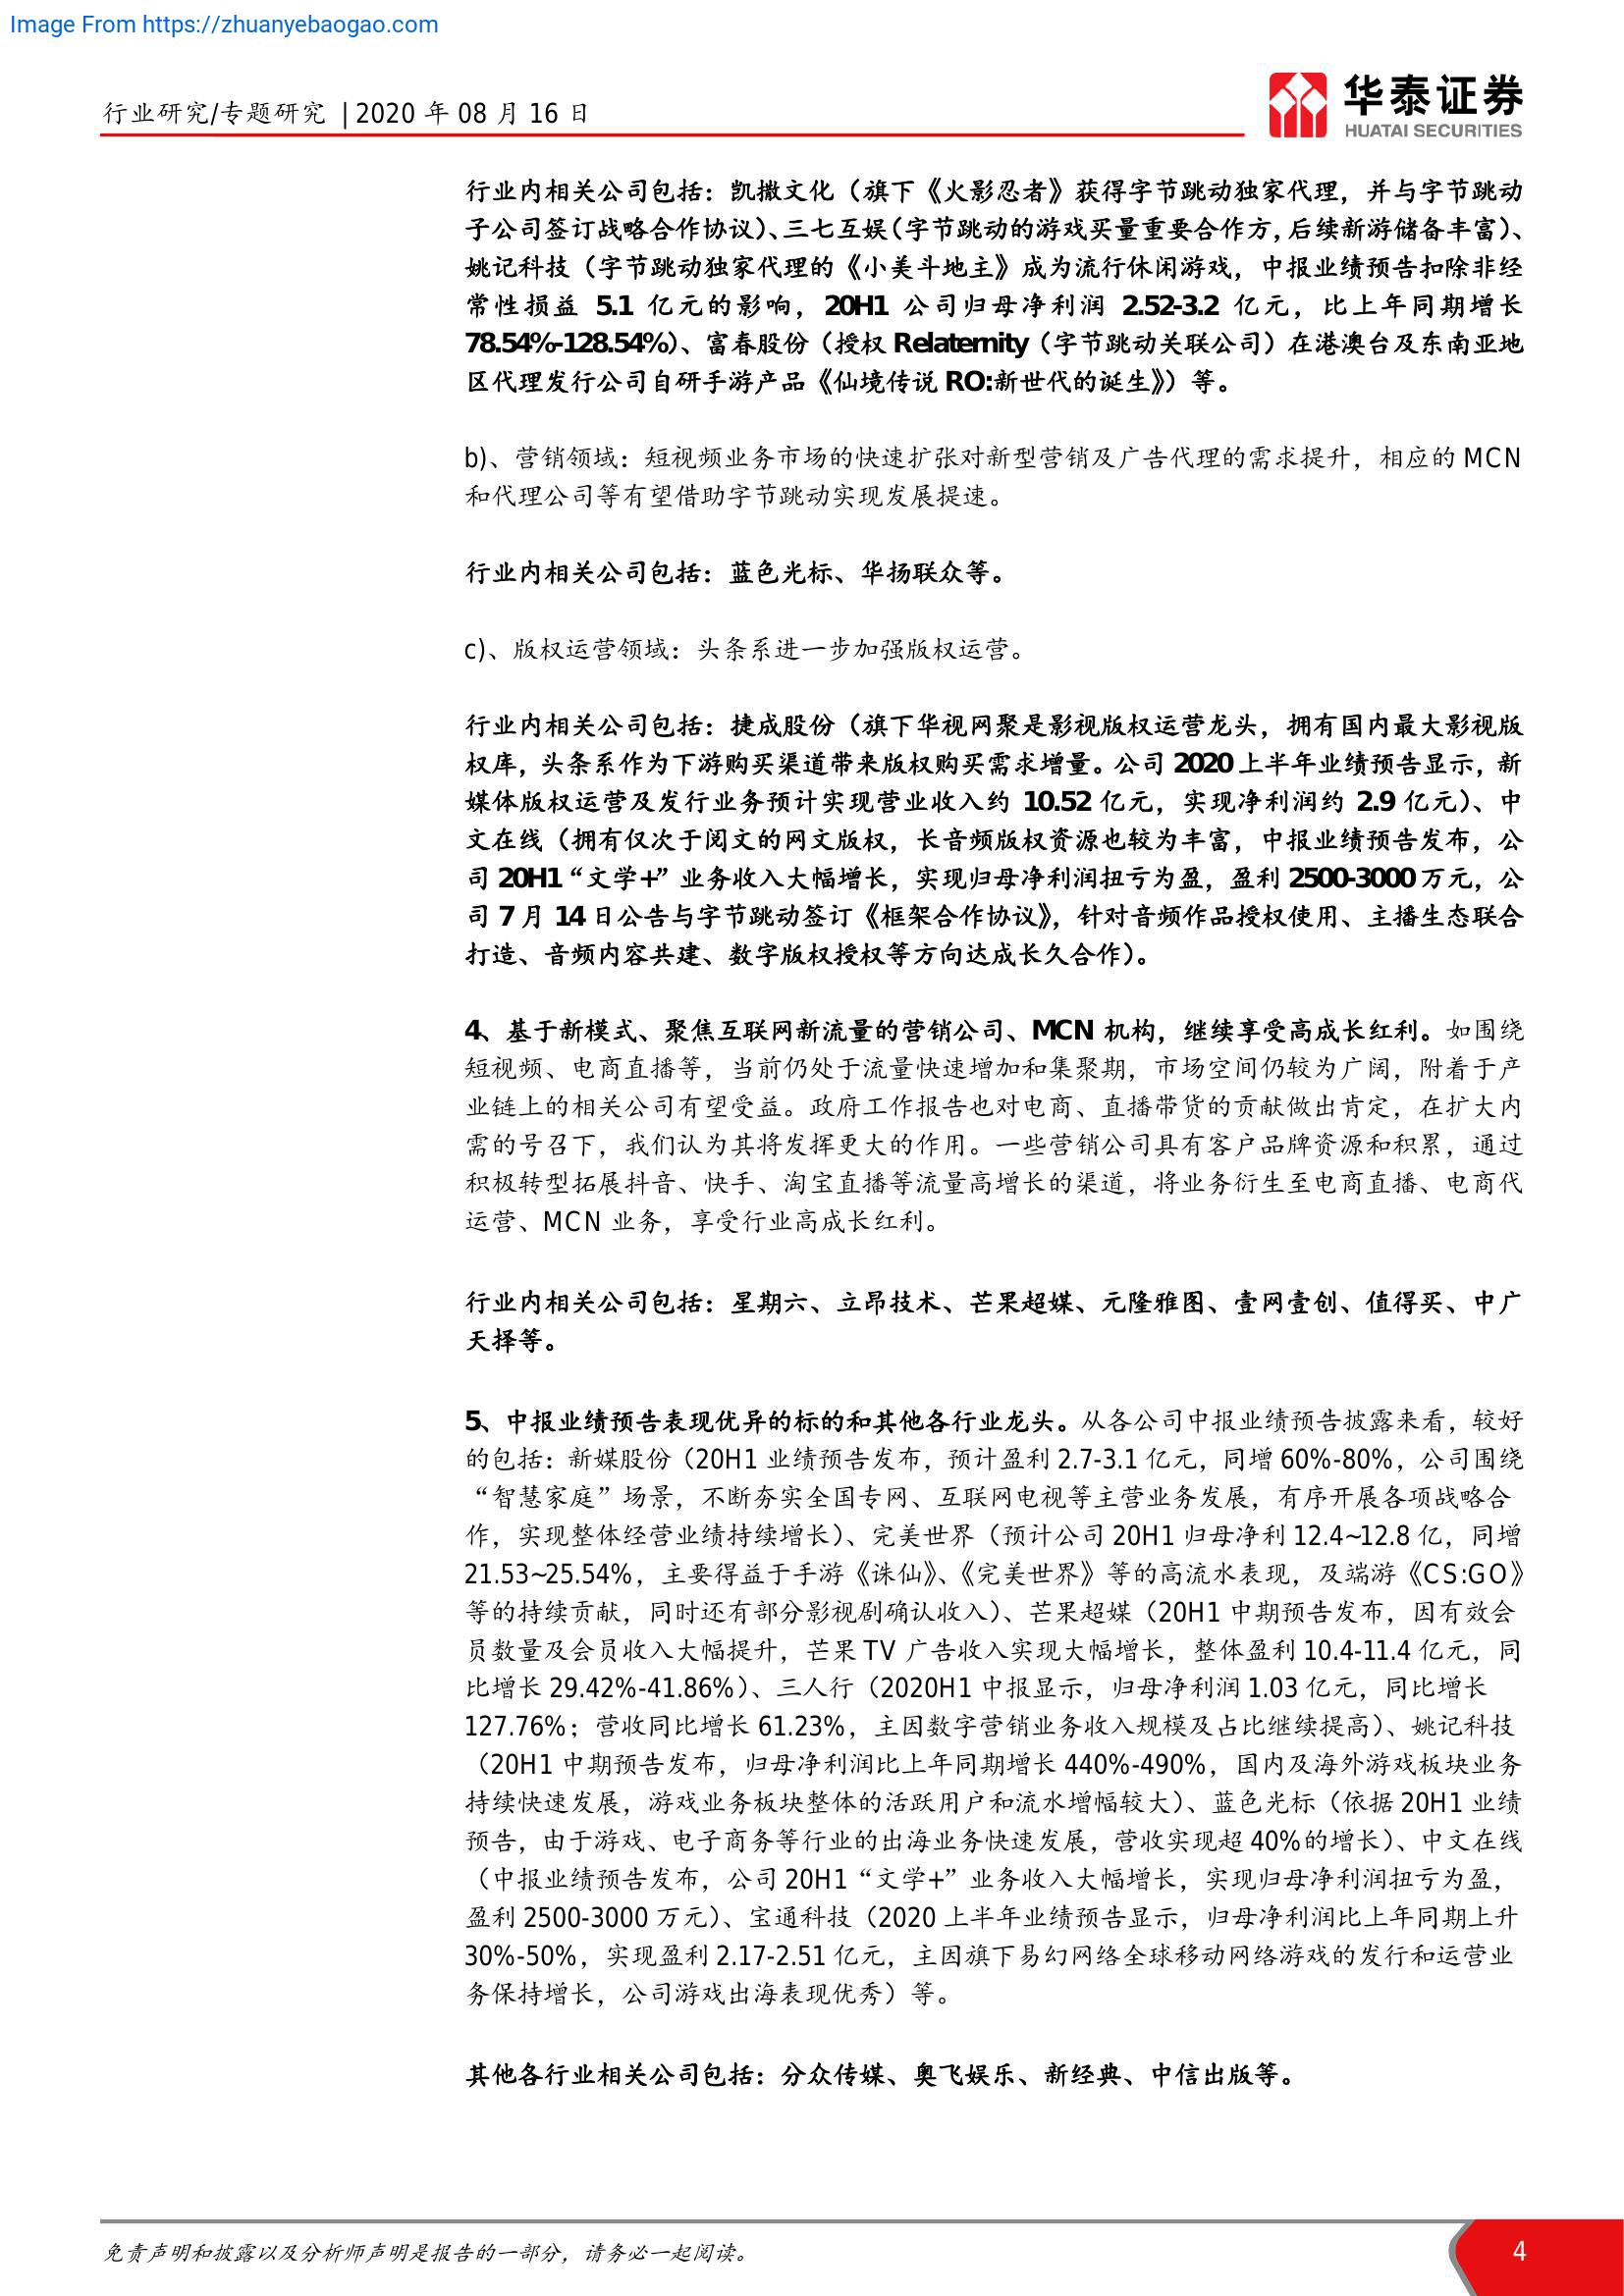 Image From https://zhuanyebaogao.com
行业研究/专题研究 | 2020 年 08 月 16 日
华泰证券
HUATAI SECURITIES
行业内相关公司包括：凯撒文化（旗下《火影忍者》获得字节跳动独家代理，并与字节跳动
子公司签订战略合作协议）、三七互娱（字节跳动的游戏买量重要合作方，后续新游储备丰富）、
姚记科技（字节跳动独家代理的《小美斗地主》成为流行休闲游戏，中报业绩预告扣除非经
常性损益 5.1 亿元的影响，20H1 公司归母净利润 2.52-3.2 亿元，比上年同期增长
78.54%-128.54%）、富春股份（授权 Relaternity（字节跳动关联公司）在港澳台及东南亚地
区代理发行公司自研手游产品《仙境传说 RO:新世代的诞生》）等。
b)、营销领域：短视频业务市场的快速扩张对新型营销及广告代理的需求提升，相应的 MCN
和代理公司等有望借助字节跳动实现发展提速。
行业内相关公司包括：蓝色光标、华扬联众等。
c)、版权运营领域：头条系进一步加强版权运营。
行业内相关公司包括：捷成股份（旗下华视网聚是影视版权运营龙头，拥有国内最大影视版
权库，头条系作为下游购买渠道带来版权购买需求增量。公司 2020 上半年业绩预告显示，新
媒体版权运营及发行业务预计实现营业收入约 10.52 亿元，实现净利润约 2.9 亿元）、中
文在线（拥有仅次于阅文的网文版权，长音频版权资源也较为丰富，中报业绩预告发布，公
司 20H1“文学+”业务收入大幅增长，实现归母净利润扭亏为盈，盈利 2500-3000 万元，公
司 7 月 14 日公告与字节跳动签订《框架合作协议》，针对音频作品授权使用、主播生态联合
打造、音频内容共建、数字版权授权等方向达成长久合作）。
4、基于新模式、聚焦互联网新流量的营销公司、MCN 机构，继续享受高成长红利。如围绕
短视频、电商直播等，当前仍处于流量快速增加和集聚期，市场空间仍较为广阔，附着于产
业链上的相关公司有望受益。政府工作报告也对电商、直播带货的贡献做出肯定，在扩大内
需的号召下，我们认为其将发挥更大的作用。一些营销公司具有客户品牌资源和积累，通过
积极转型拓展抖音、快手、淘宝直播等流量高增长的渠道，将业务衍生至电商直播、电商代
运营、MCN 业务，享受行业高成长红利。
行业内相关公司包括：星期六、立昂技术、芒果超媒、元隆雅图、壹网壹创、值得买、中广
天择等。
5、中报业绩预告表现优异的标的和其他各行业龙头。从各公司中报业绩预告披露来看，较好
的包括：新媒股份（20H1 业绩预告发布，预计盈利 2.7-3.1 亿元，同增 60%-80%，公司围绕
“智慧家庭”场景，不断夯实全国专网、互联网电视等主营业务发展，有序开展各项战略合
作，实现整体经营业绩持续增长）、完美世界（预计公司 20H1 归母净利 12.4~12.8 亿，同增
21.53~25.54%，主要得益于手游《诛仙》、《完美世界》等的高流水表现，及端游《CS:GO》
等的持续贡献，同时还有部分影视剧确认收入）、芒果超媒（20H1 中期预告发布，因有效会
员数量及会员收入大幅提升，芒果 TV 广告收入实现大幅增长，整体盈利 10.4-11.4 亿元，同
比增长 29.42%-41.86%）、三人行（2020H1 中报显示，归母净利润 1.03 亿元，同比增长
127.76%；营收同比增长 61.23%，主因数字营销业务收入规模及占比继续提高）、姚记科技
（20H1 中期预告发布，归母净利润比上年同期增长 440%-490%，国内及海外游戏板块业务
持续快速发展，游戏业务板块整体的活跃用户和流水增幅较大）、蓝色光标（依据 20H1 业绩
预告，由于游戏、电子商务等行业的出海业务快速发展，营收实现超 40%的增长）、中文在线
（中报业绩预告发布，公司 20H1“文学+”业务收入大幅增长，实现归母净利润扭亏为盈，
盈利 2500-3000 万元）、宝通科技（2020 上半年业绩预告显示，归母净利润比上年同期上升
30%-50%，实现盈利 2.17-2.51 亿元，主因旗下易幻网络全球移动网络游戏的发行和运营业
务保持增长，公司游戏出海表现优秀）等。
其他各行业相关公司包括：分众传媒、奥飞娱乐、新经典、中信出版等。
免责声明和披露以及分析师声明是报告的一部分，请务必一起阅读。
4